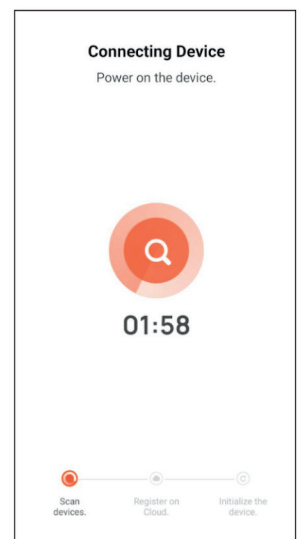 Connecting Device
Power on the device.
01:58
Scan
devices.
Register on
Cloud.
Initialize the
device.